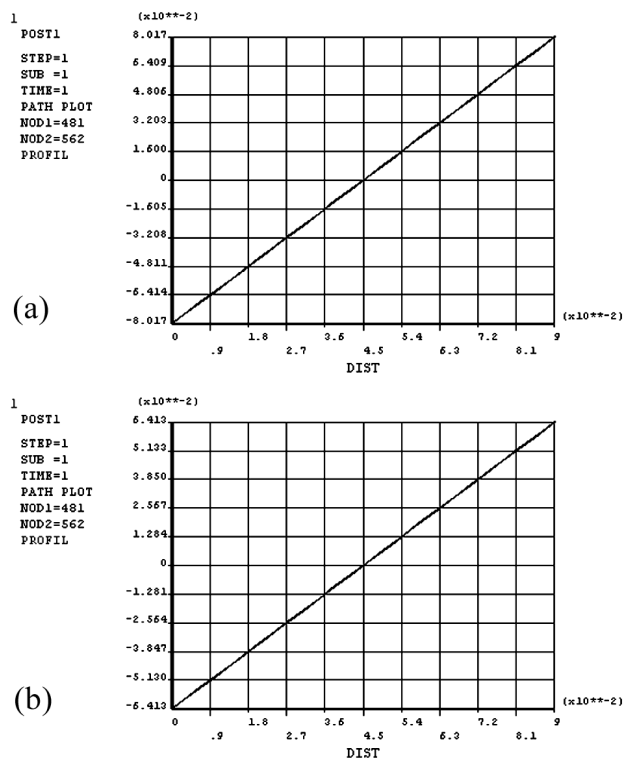 1
POST1
STEP=1
SUB =1
TIME=1
PATH PLOT
NOD1=481
NOD2=562
PROFIL
(a)
(x10**-2)
8.017
6.409
4.806
3.203
1.600
0
-1.605
-3.208
-4.811
-6.414
-8.017
0 1.8 3.6 5.4 7.2 9
.9 2.7 4.5 6.3 8.1
(x10**-2)
DIST
1
POST1
STEP=1
SUB =1
TIME=1
PATH PLOT
NOD1=481
NOD2=562
PROFIL
(b)
(x10**-2)
6.413
5.133
3.850
2.567
1.284
0
-1.281
-2.564
-3.847
-5.130
-6.413
0 1.8 3.6 5.4 7.2 9
.9 2.7 4.5 6.3 8.1
(x10**-2)
DIST